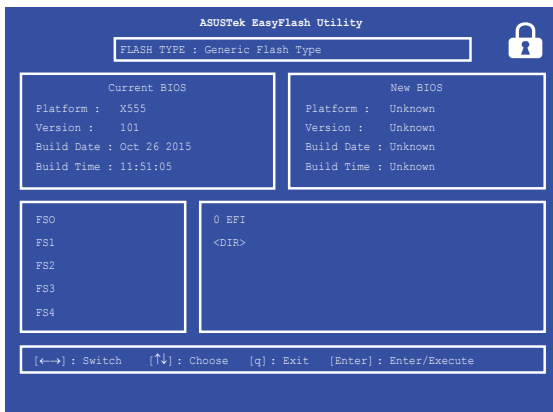 ASUSTek EasyFlash Utility
FLASH TYPE : Generic Flash Type
Current BIOS
Platform : X555
Version : 101
Build Date : Oct 26 2015
Build Time : 11:51:05
New BIOS
Platform : Unknown
Version : Unknown
Build Date : Unknown
Build Time : Unknown
FS0
FS1
FS2
FS3
FS4
0 EFI
<DIR>
[←→] : Switch [↑↓] : Choose [q] : Exit [Enter] : Enter/Execute